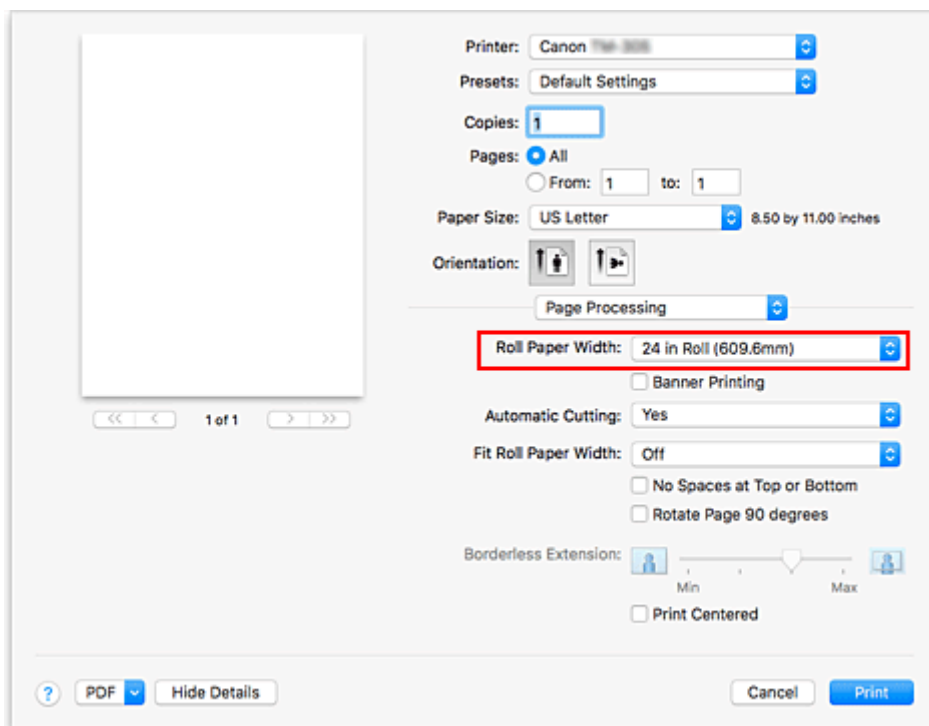 Printer: Canon
Presets: Default Settings
Copies: 1
Pages: All
From: 1 to: 1
Paper Size: US Letter 8.50 by 11.00 inches
Orientation:
Page Processing
Roll Paper Width: 24 in Roll (609.6mm)
Banner Printing
<< < 1 of 1 > >>
Automatic Cutting: Yes
Fit Roll Paper Width: Off
No Spaces at Top or Bottom
Rotate Page 90 degrees
Borderless Extension:
Min Max
Print Centered
? PDF Hide Details Cancel Print